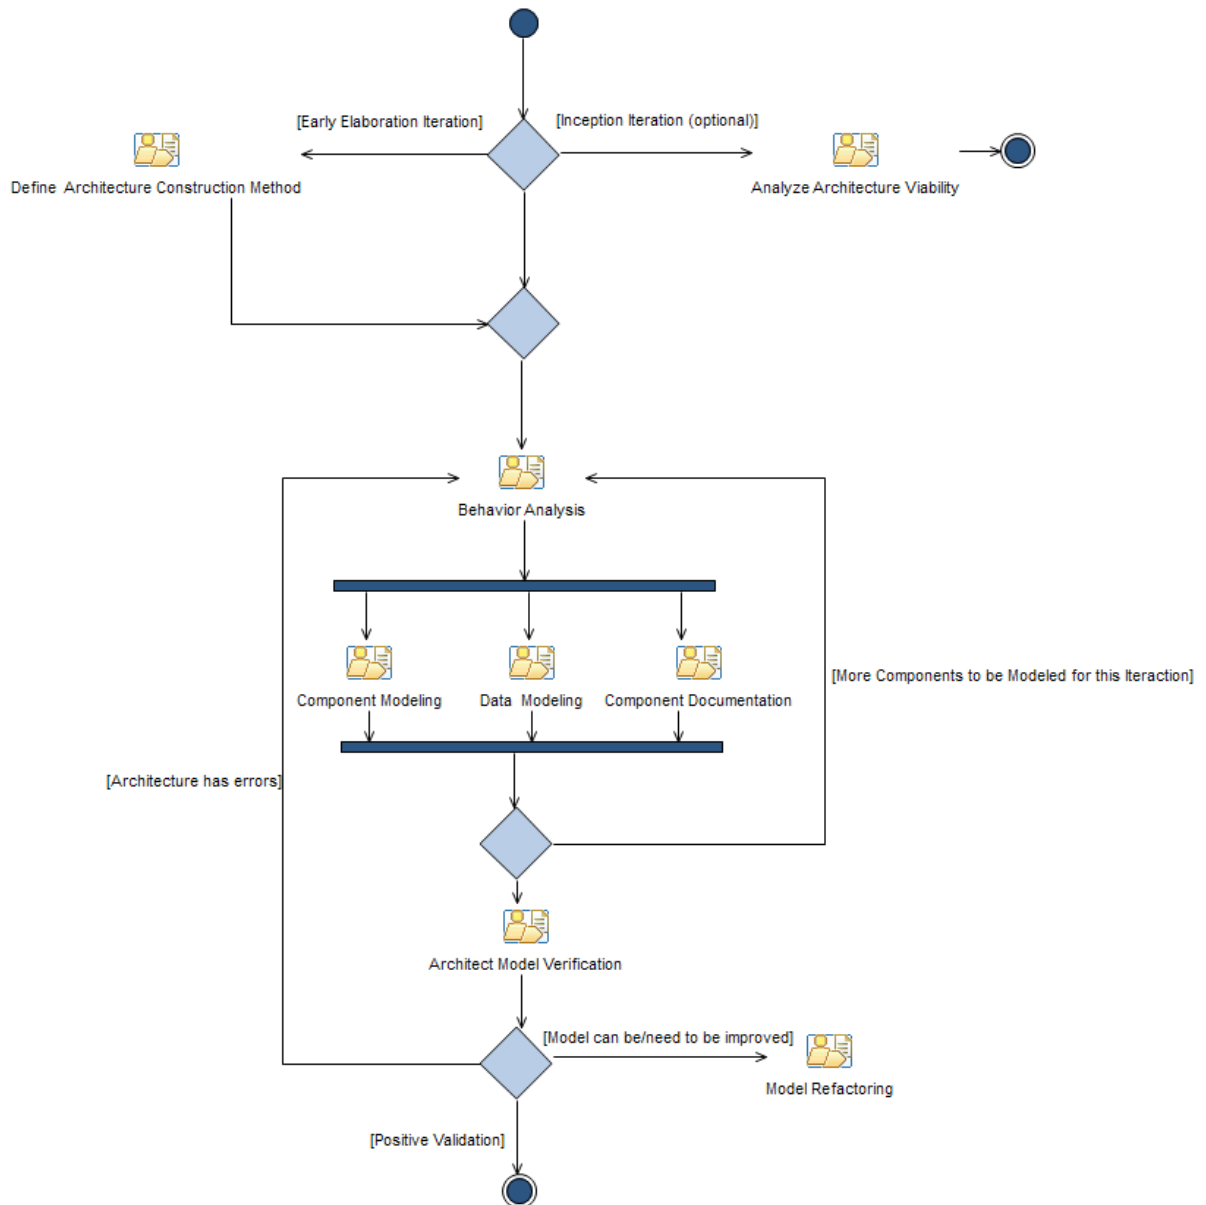 [Early Elaboration Iteration]
[Inception Iteration (optional)]
Define Architecture Construction Method
Analyze Architecture Viability
Behavior Analysis
Component Modeling
Data Modeling
Component Documentation
[More Components to be Modeled for this Iteraction]
[Architecture has errors]
Architect Model Verification
[Model can be/need to be improved]
Model Refactoring
[Positive Validation]